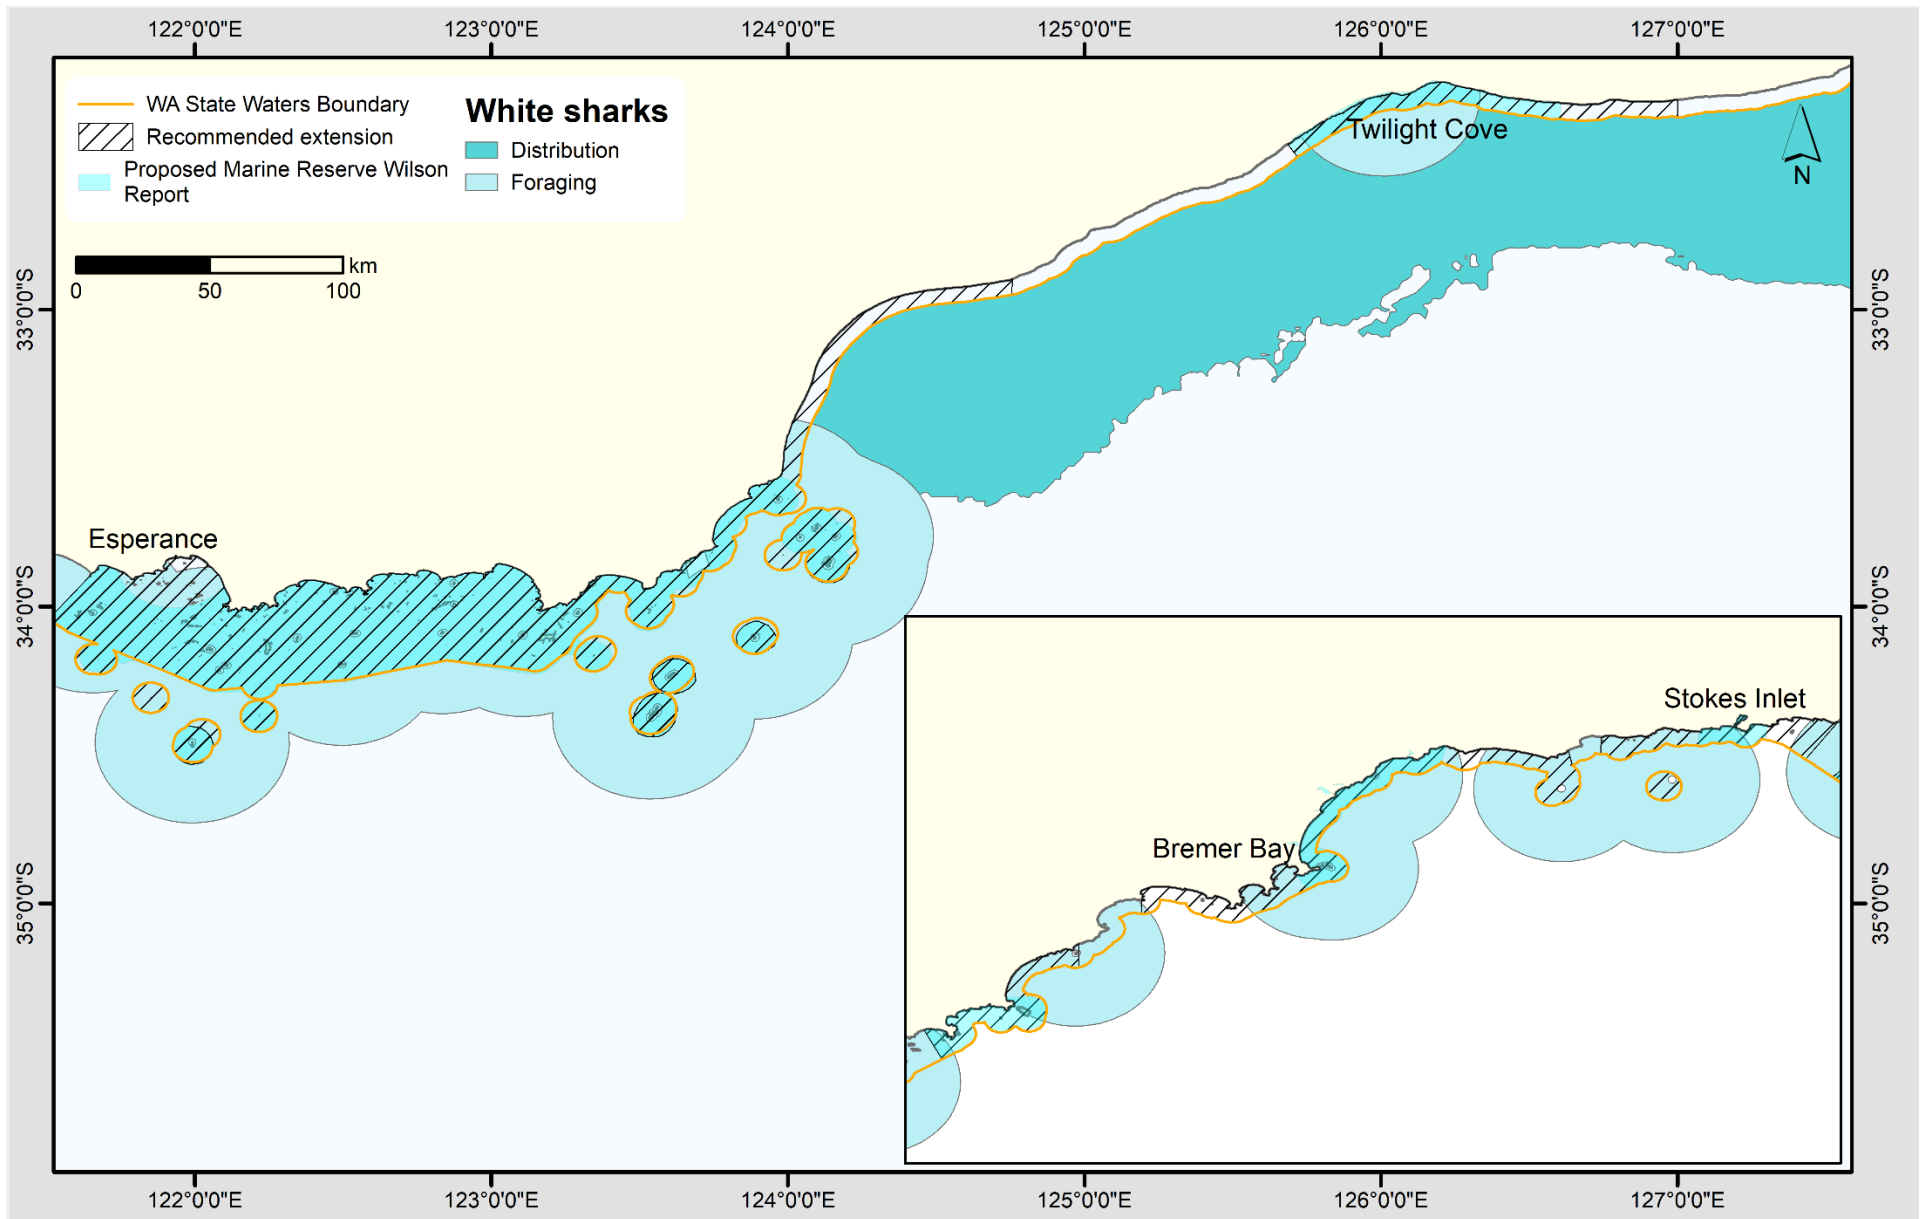 122°0'0"E 123°0'0"E 124°0'0"E 125°0'0"E 126°0'0"E 127°0'0"E
WA State Waters Boundary
Recommended extension
Proposed Marine Reserve Wilson
Report
White sharks
Distribution
Foraging
km
0 50 100
Twilight Cove
N
33°0'0"S
33°0'0"S
Esperance
34°0'0"S
34°0'0"S
Stokes Inlet
Bremer Bay
35°0'0"S
35°0'0"S
122°0'0"E 123°0'0"E 124°0'0"E 125°0'0"E 126°0'0"E 127°0'0"E